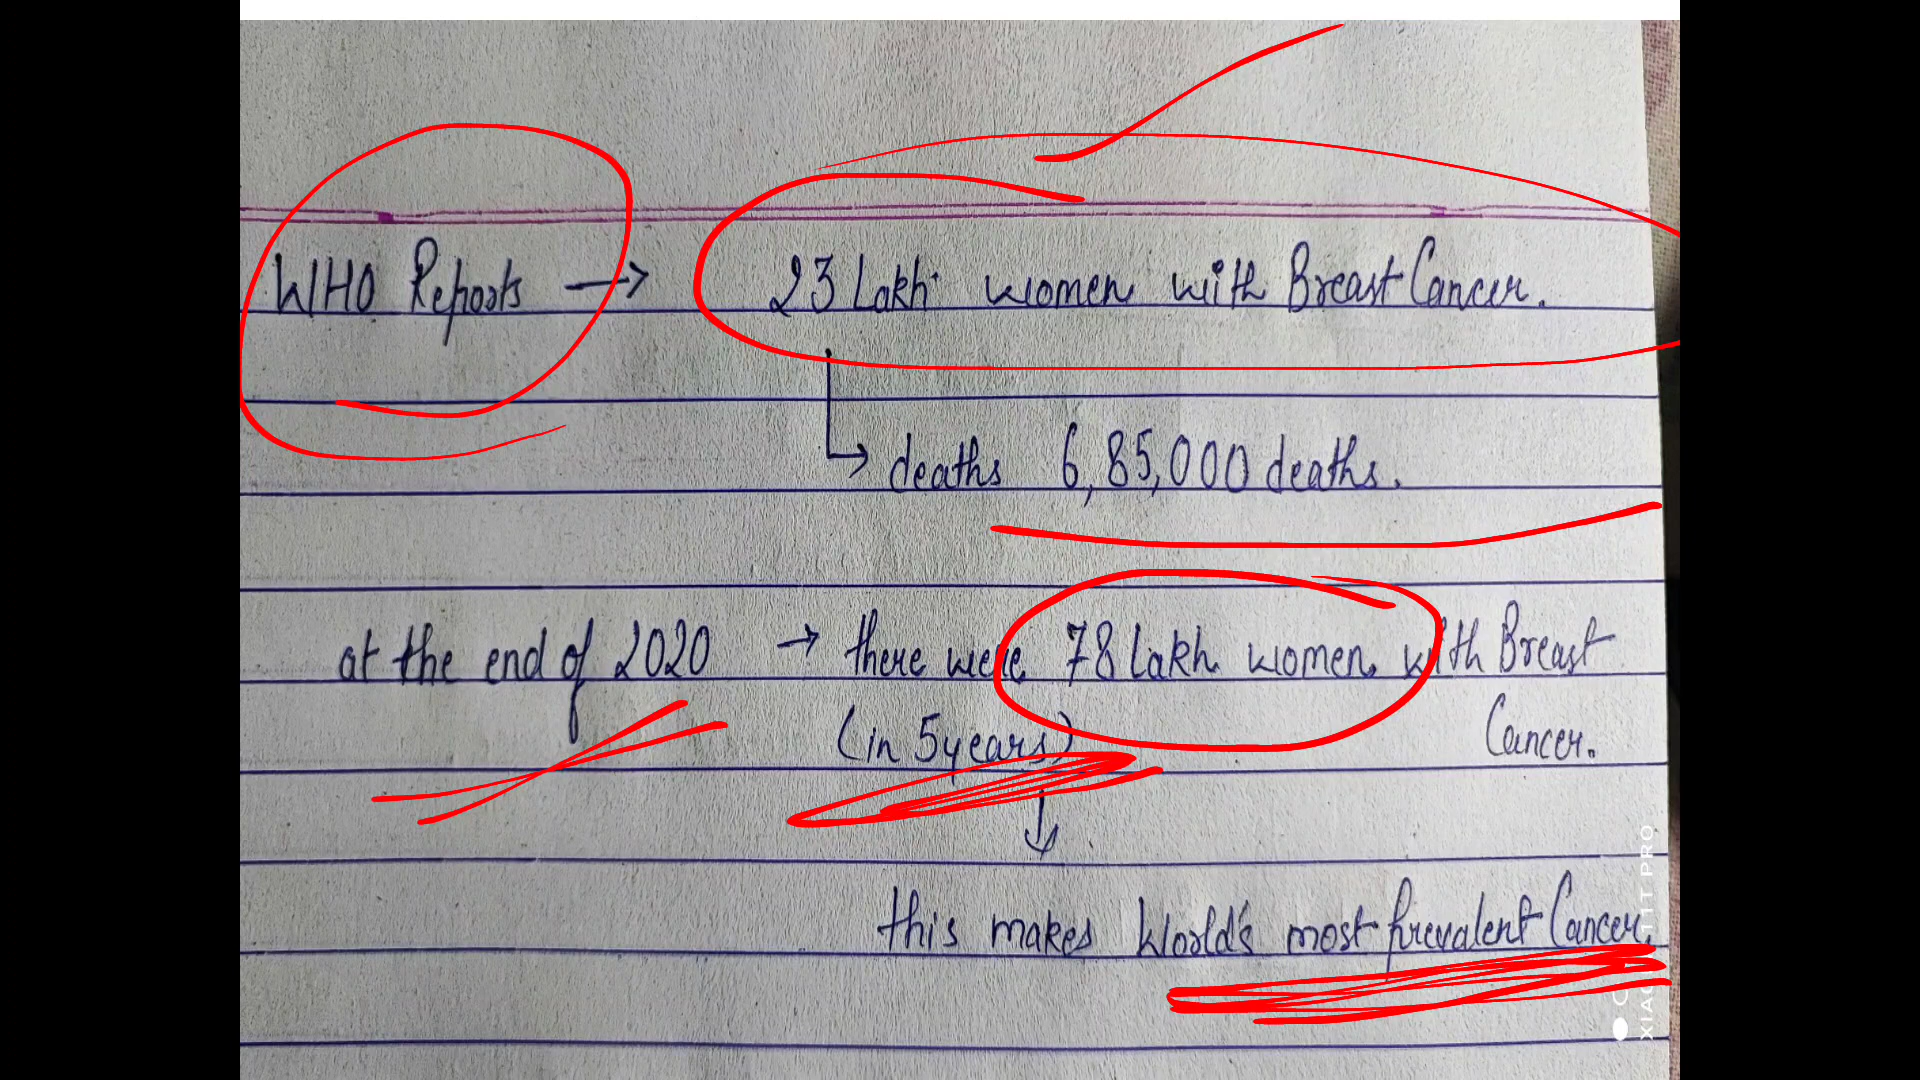 WHO Reports → 23 Lakh women with Breast Cancer.
↳ deaths 6,85,000 deaths.
at the end of 2020 → there were 78 Lakh women with Breast
(in 5 years) Cancer.
↓
this makes World's most prevalent Cancer.